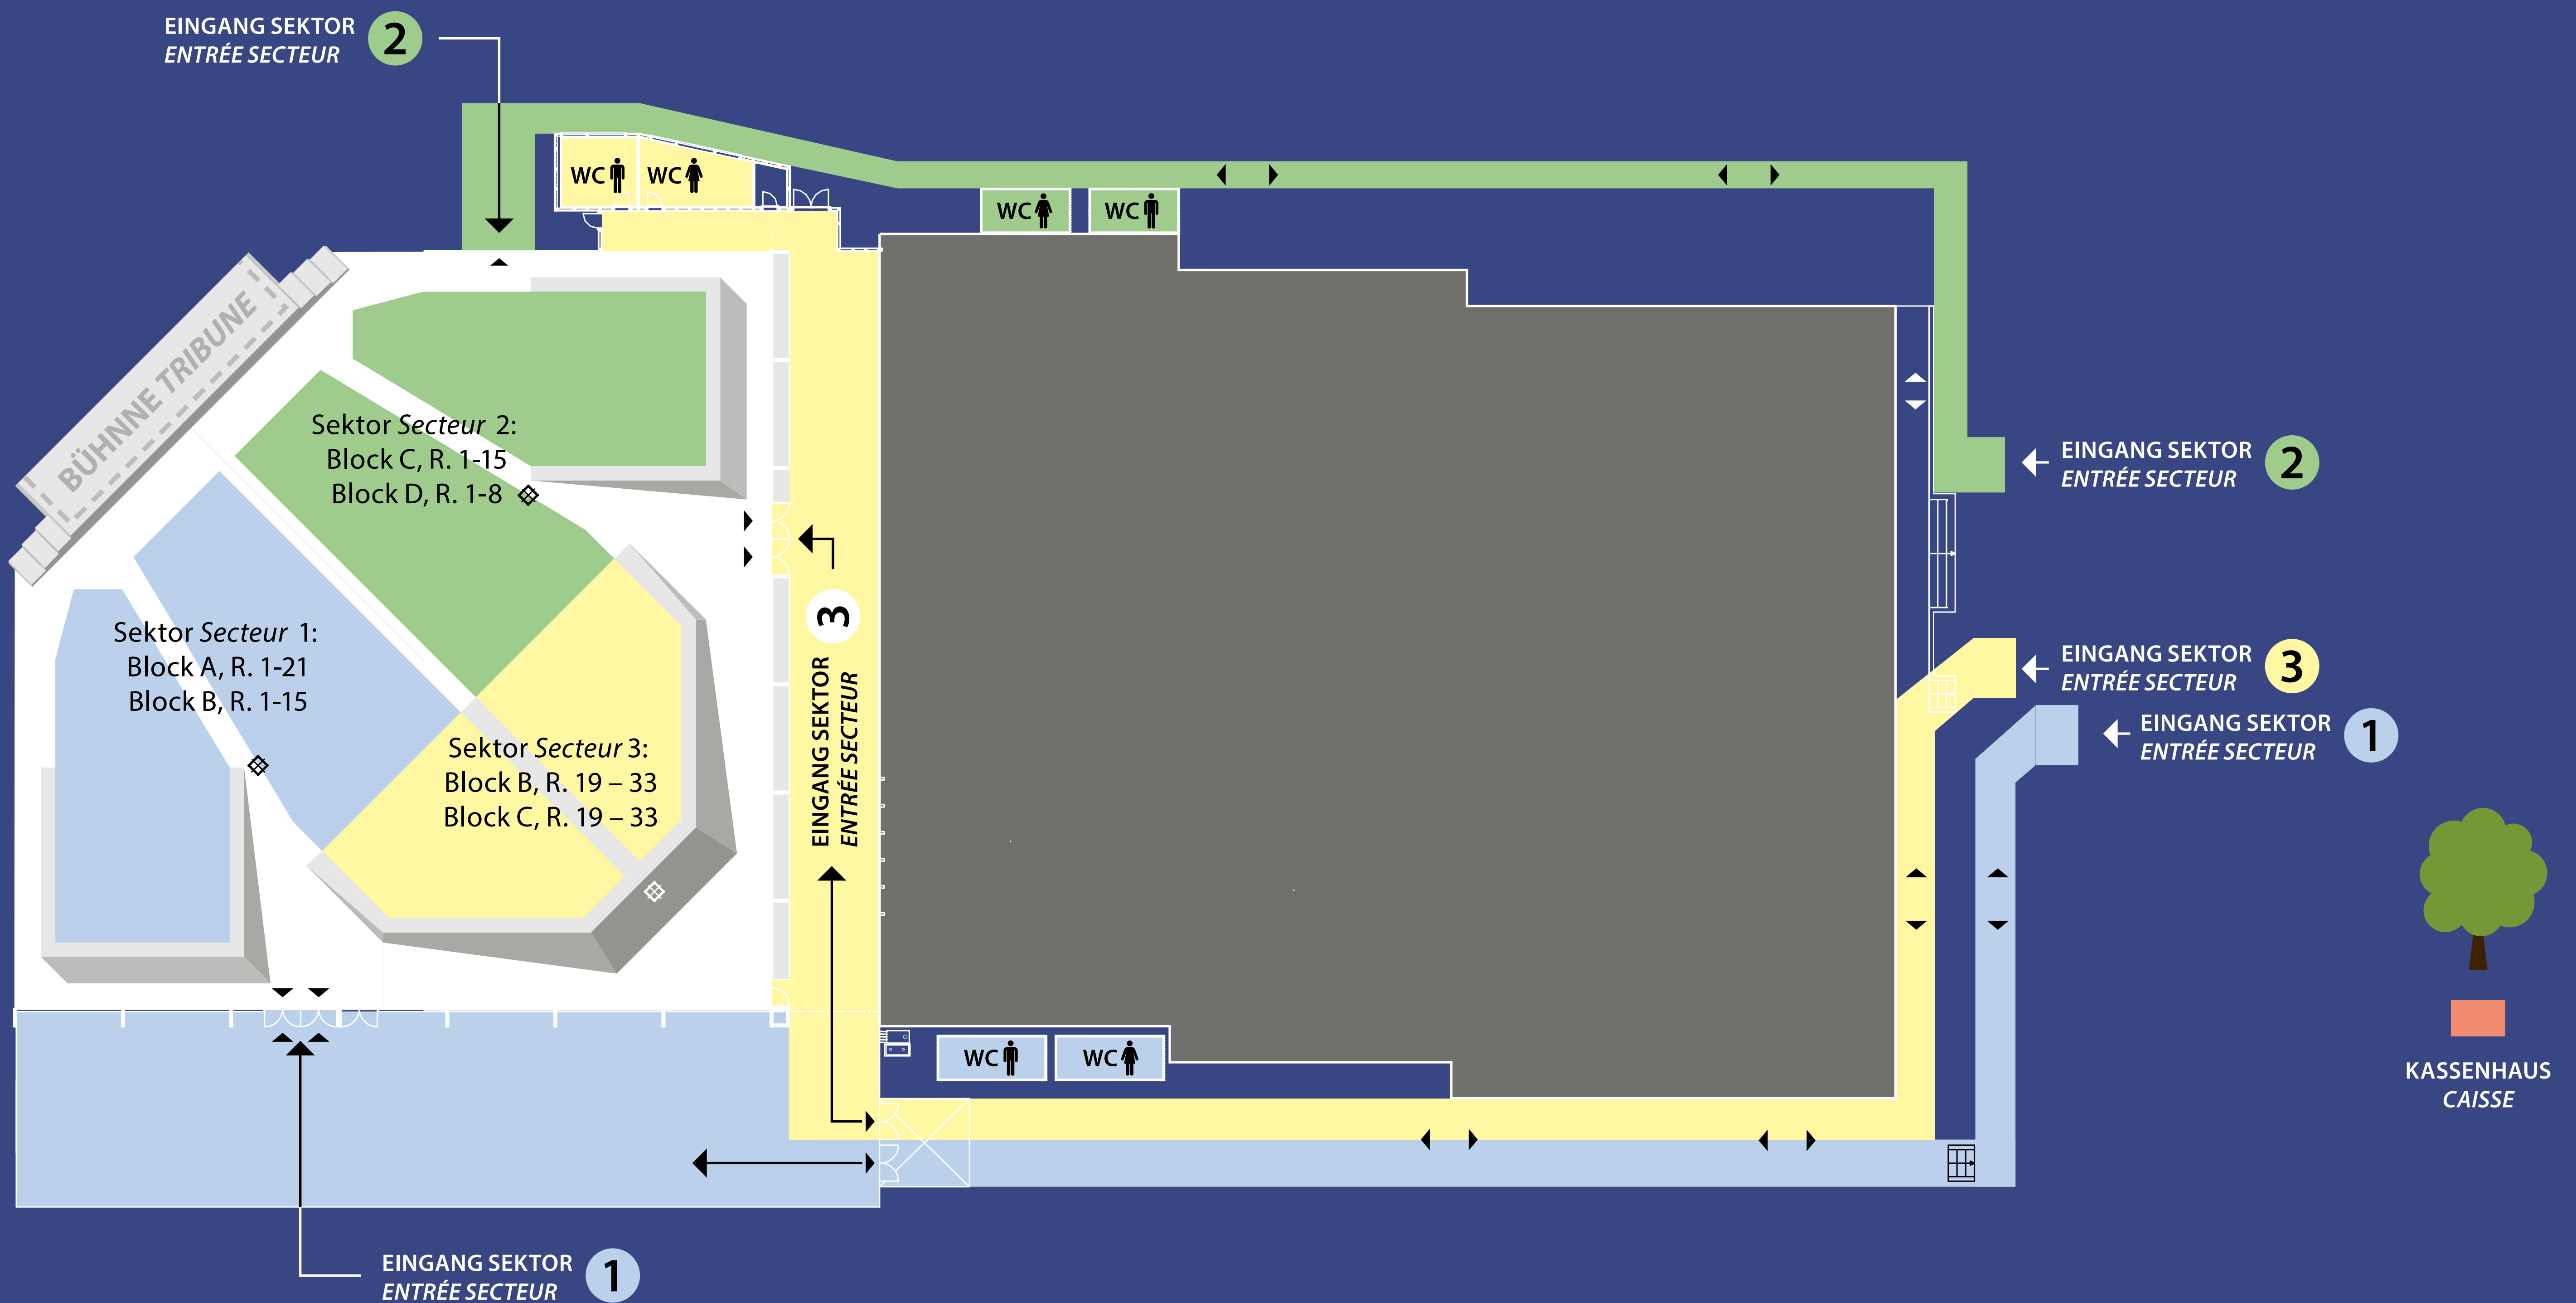 EINGANG SEKTOR 2
ENTRÉE SECTEUR
WC
WC
WC
WC
BÜHNNE TRIBUNE
Sektor Secteur 2:
Block C, R. 1-15
Block D, R. 1-8
EINGANG SEKTOR 2
ENTRÉE SECTEUR
Sektor Secteur 1:
Block A, R. 1-21
Block B, R. 1-15
Sektor Secteur 3:
Block B, R. 19 – 33
Block C, R. 19 – 33
EINGANG SEKTOR 3
ENTRÉE SECTEUR
EINGANG SEKTOR 3
ENTRÉE SECTEUR
EINGANG SEKTOR 1
ENTRÉE SECTEUR
WC
WC
KASSENHAUS
CAISSE
EINGANG SEKTOR 1
ENTRÉE SECTEUR